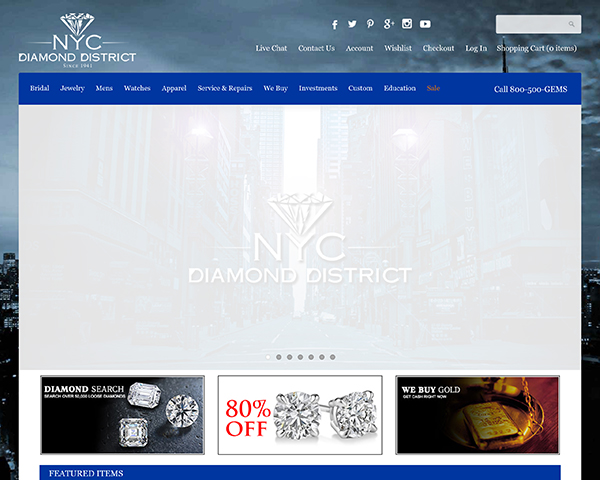 NYC
DIAMOND DISTRICT
Since 1941
Live Chat Contact Us Account Wishlist Checkout Log In Shopping Cart (0 items)
Bridal Jewelry Mens Watches Apparel Service & Repairs We Buy Investments Custom Education Sale Call 800-500-GEMS
NYC
DIAMOND DISTRICT
DIAMOND SEARCH
SEARCH OVER 50,000 LOOSE DIAMONDS
80%
OFF
WE BUY GOLD
GET CASH RIGHT NOW
FEATURED ITEMS